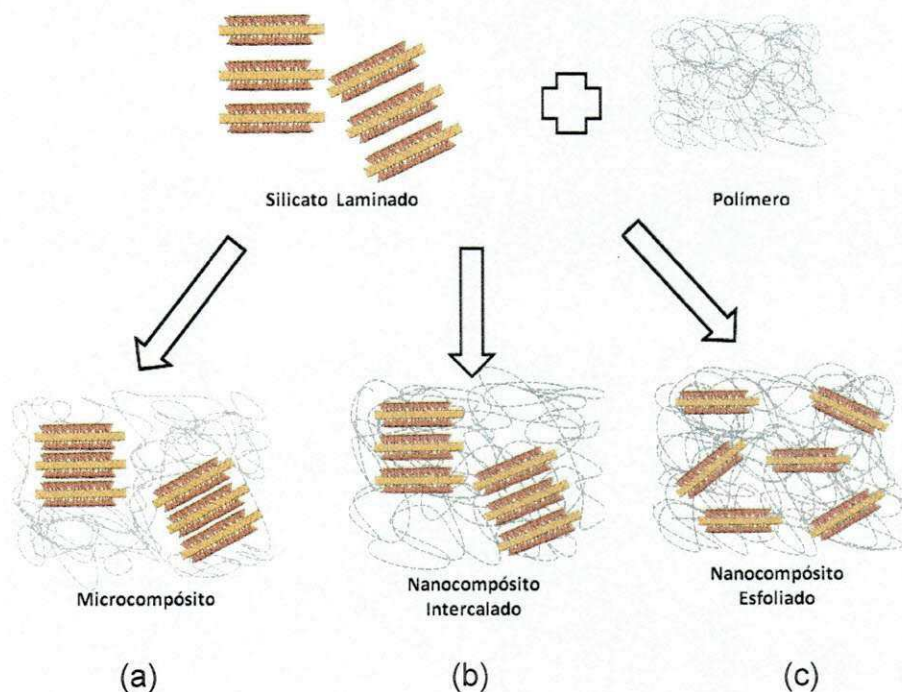 Silicato Laminado
Polímero
Microcompósito
Nanocompósito
Intercalado
Nanocompósito
Esfoliado
(a)
(b)
(c)